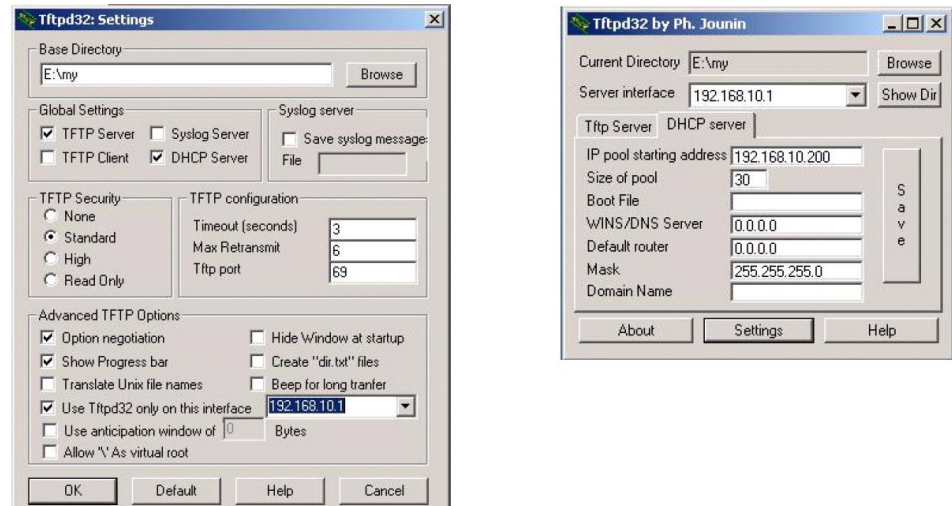 Tftpd32: Settings
Base Directory
E:\my
Browse
Global Settings
TFTP Server
Syslog Server
TFTP Client
DHCP Server
Syslog server
Save syslog message
File
TFTP Security
None
Standard
High
Read Only
TFTP configuration
Timeout (seconds) 3
Max Retransmit 6
Tftp port 69
Advanced TFTP Options
Option negotiation
Hide Window at startup
Show Progress bar
Create "dir.txt" files
Translate Unix file names
Beep for long tranfer
Use Tftpd32 only on this interface 192.168.10.1
Use anticipation window of 0 Bytes
Allow '\' As virtual root
OK
Default
Help
Cancel
Tftpd32 by Ph. Jounin
Current Directory E:\my
Browse
Server interface 192.168.10.1
Show Dir
Tftp Server
DHCP server
IP pool starting address 192.168.10.200
Size of pool 30
Boot File
WINS/DNS Server 0.0.0.0
Default router 0.0.0.0
Mask 255.255.255.0
Domain Name
Save
About
Settings
Help